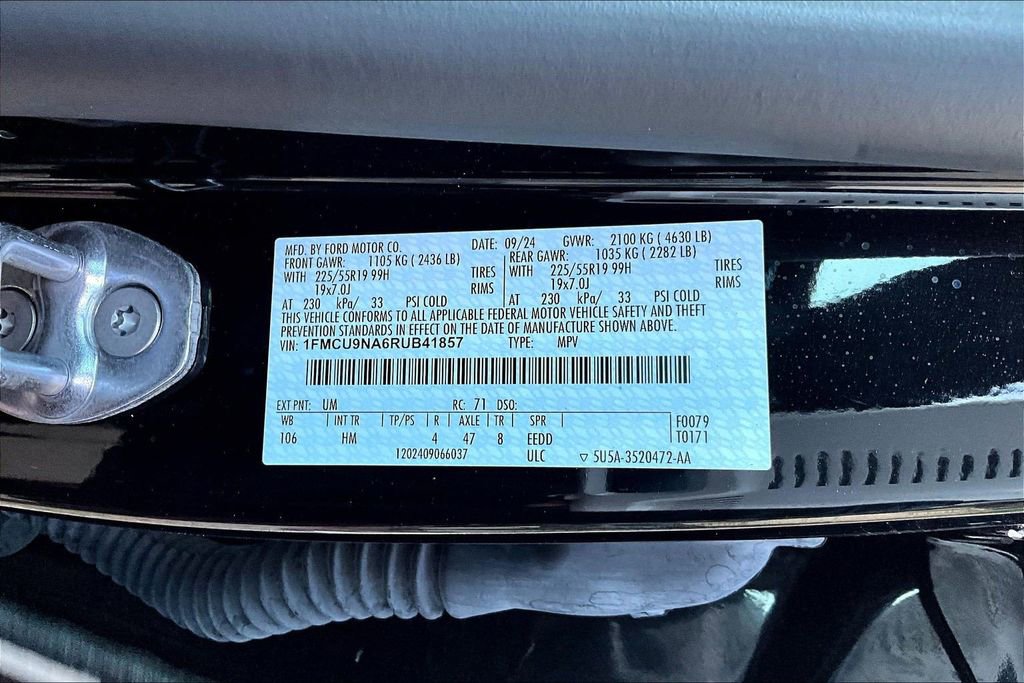 MFD. BY FORD MOTOR CO. DATE: 09/24 GVWR: 2100 KG ( 4630 LB)
FRONT GAWR: 1105 KG ( 2436 LB) REAR GAWR: 1035 KG ( 2282 LB)
WITH 225/55R19 99H TIRES WITH 225/55R19 99H TIRES
19x7.0J RIMS 19x7.0J RIMS
AT 230 kPa/ 33 PSI COLD AT 230 kPa/ 33 PSI COLD
THIS VEHICLE CONFORMS TO ALL APPLICABLE FEDERAL MOTOR VEHICLE SAFETY AND THEFT
PREVENTION STANDARDS IN EFFECT ON THE DATE OF MANUFACTURE SHOWN ABOVE.
VIN: 1FMCU9NA6RUB41857 TYPE: MPV
EXT PNT: UM RC: 71 DSO:
WB INT TR TP/PS R AXLE TR SPR F0079
106 HM 4 47 8 EEDD T0171
1202409066037 ULC ▽ 5U5A-3520472-AA